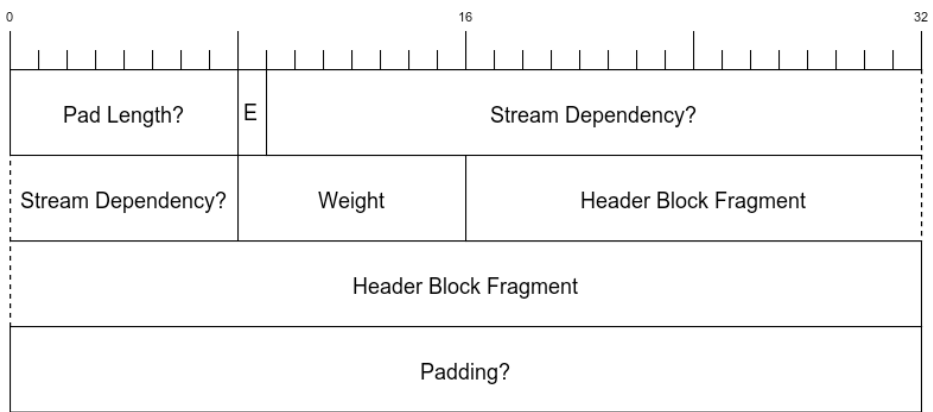 0 16 32
Pad Length? E Stream Dependency?
Stream Dependency? Weight Header Block Fragment
Header Block Fragment
Padding?